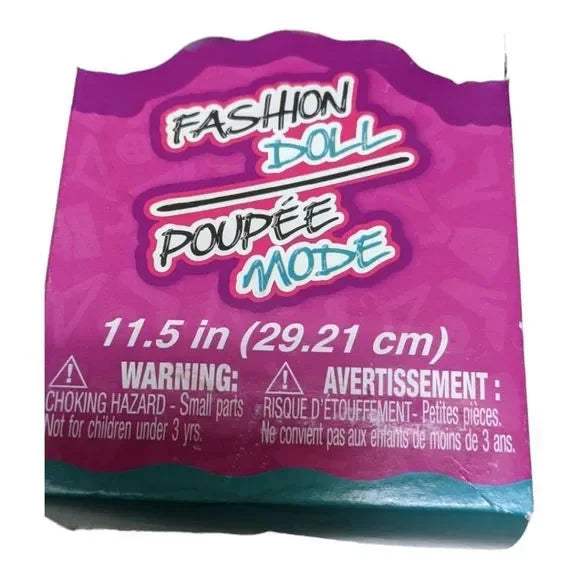 FASHION
DOLL
POUPÉE
MODE
11.5 in (29.21 cm)
WARNING:
CHOKING HAZARD - Small parts
Not for children under 3 yrs.
AVERTISSEMENT :
RISQUE D'ÉTOUFFEMENT - Petites pièces.
Ne convient pas aux enfants de moins de 3 ans.